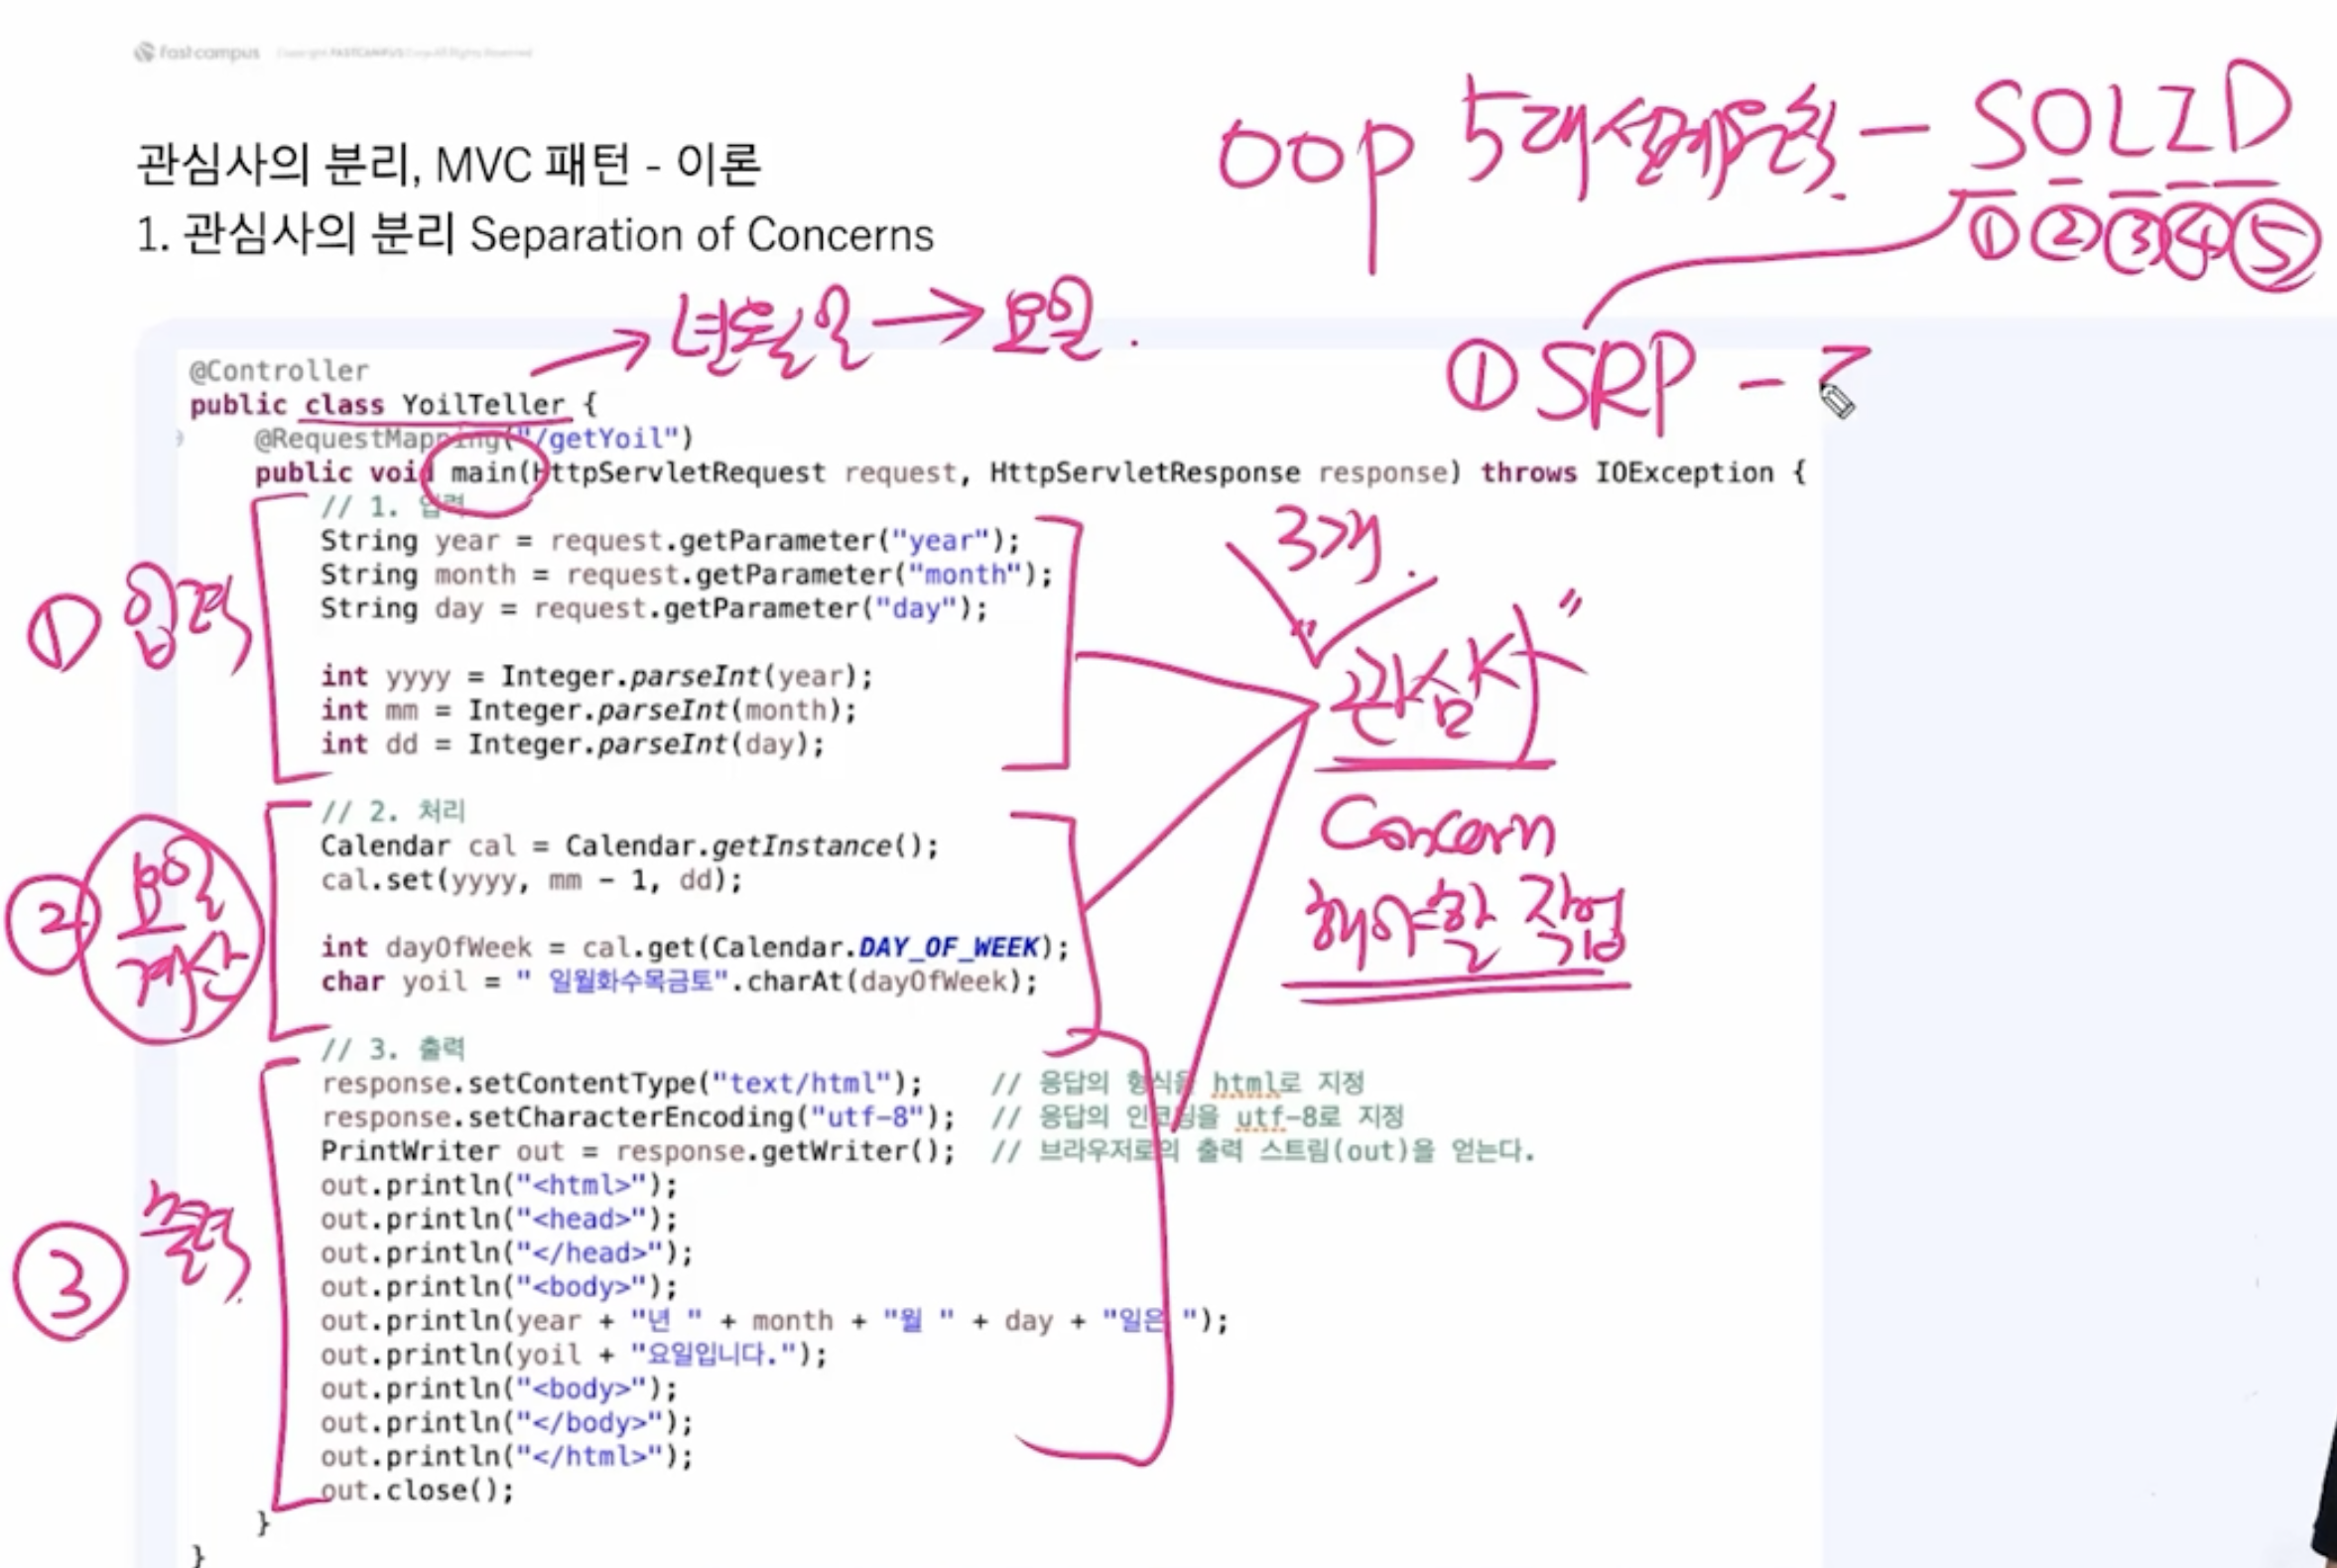 fastcampus Copyright FASTCAMPUS Corp. All Rights Reserved
관심사의 분리, MVC 패턴 - 이론
1. 관심사의 분리 Separation of Concerns
OOP 5대 설계원칙 - SOLID
① ② ③ ④ ⑤
→ 년월일 → 요일.
① SRP -
@Controller
public class YoilTeller {
@RequestMapping("/getYoil")
public void main(HttpServletRequest request, HttpServletResponse response) throws IOException {
// 1. 입력
String year = request.getParameter("year");
String month = request.getParameter("month");
String day = request.getParameter("day");
int yyyy = Integer.parseInt(year);
int mm = Integer.parseInt(month);
int dd = Integer.parseInt(day);
① 입력
3개.
"관심사"
Concern
해야할 작업
// 2. 처리
Calendar cal = Calendar.getInstance();
cal.set(yyyy, mm - 1, dd);
int dayOfWeek = cal.get(Calendar.DAY_OF_WEEK);
char yoil = " 일월화수목금토".charAt(dayOfWeek);
② 요일
계산
// 3. 출력
response.setContentType("text/html"); // 응답의 형식을 html로 지정
response.setCharacterEncoding("utf-8"); // 응답의 인코딩을 utf-8로 지정
PrintWriter out = response.getWriter(); // 브라우저로의 출력 스트림(out)을 얻는다.
out.println("<html>");
out.println("<head>");
out.println("</head>");
out.println("<body>");
out.println(year + "년 " + month + "월 " + day + "일은 ");
out.println(yoil + "요일입니다.");
out.println("<body>");
out.println("</body>");
out.println("</html>");
out.close();
③ 출력
}
}